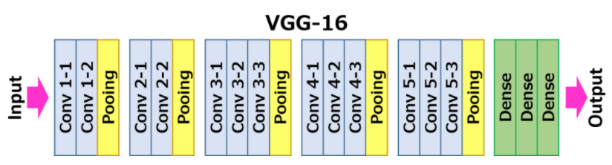 VGG-16
Input
Conv 1-1
Conv 1-2
Pooing
Conv 2-1
Conv 2-2
Pooing
Conv 3-1
Conv 3-2
Conv 3-3
Pooing
Conv 4-1
Conv 4-2
Conv 4-3
Pooing
Conv 5-1
Conv 5-2
Conv 5-3
Pooing
Dense
Dense
Dense
Output